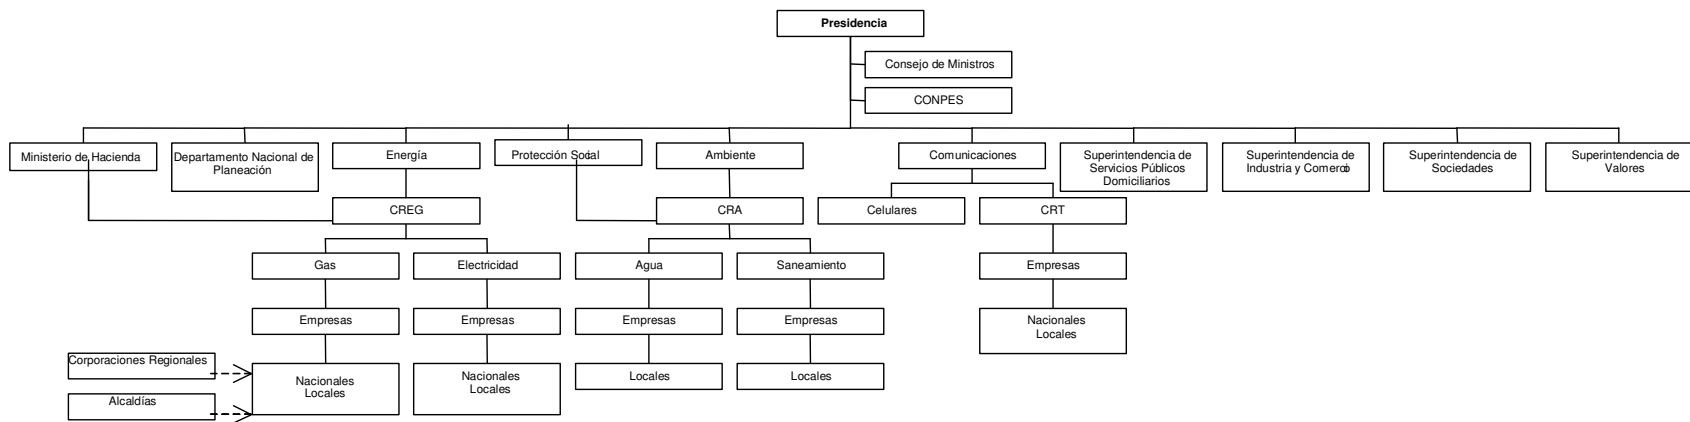 Presidencia
Consejo de Ministros
CONPES
Ministerio de Hacienda
Departamento Nacional de
Planeación
Energía
Protección Social
Ambiente
Comunicaciones
Superintendencia de
Servicios Públicos
Domiciliarios
Superintendencia de
Industria y Comercio
Superintendencia de
Sociedades
Superintendencia de
Valores
CREG
CRA
Celulares
CRT
Gas
Electricidad
Agua
Saneamiento
Empresas
Empresas
Empresas
Empresas
Empresas
Nacionales
Locales
Corporaciones Regionales
Nacionales
Locales
Nacionales
Locales
Locales
Locales
Alcaldías